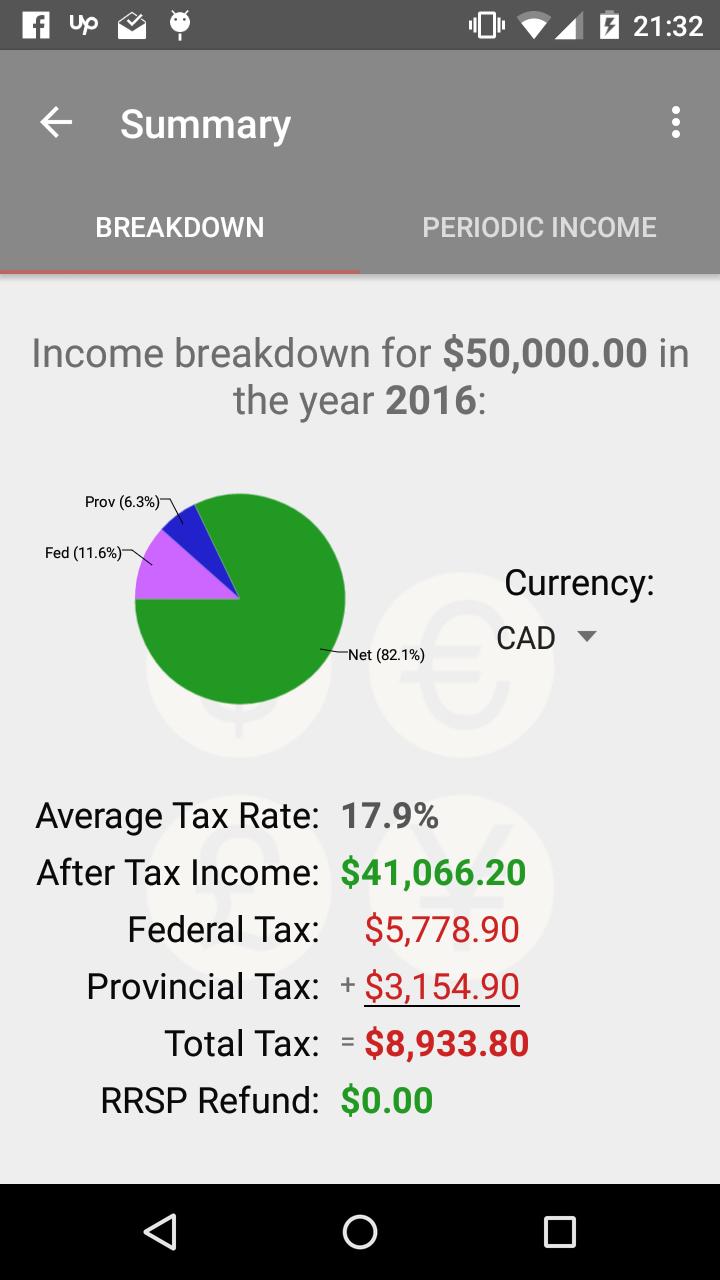 Up 21:32
Summary
BREAKDOWN PERIODIC INCOME
Income breakdown for $50,000.00 in
the year 2016:
Prov (6.3%)
Fed (11.6%)
Net (82.1%)
Currency:
CAD
Average Tax Rate: 17.9%
After Tax Income: $41,066.20
Federal Tax: $5,778.90
Provincial Tax: + $3,154.90
Total Tax: = $8,933.80
RRSP Refund: $0.00